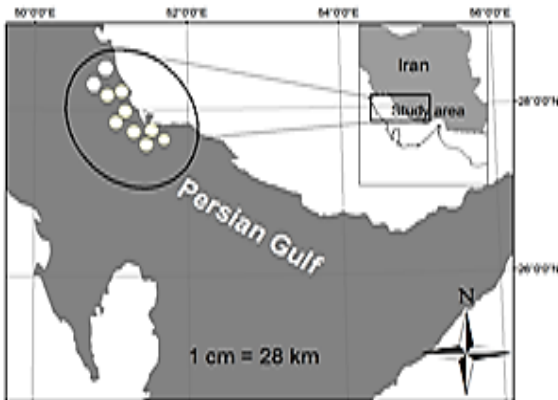 50°0'0"E 52°0'0"E 54°0'0"E 56°0'0"E
Iran
28°0'0"N
Study area
Persian Gulf
26°0'0"N
N
1 cm = 28 km